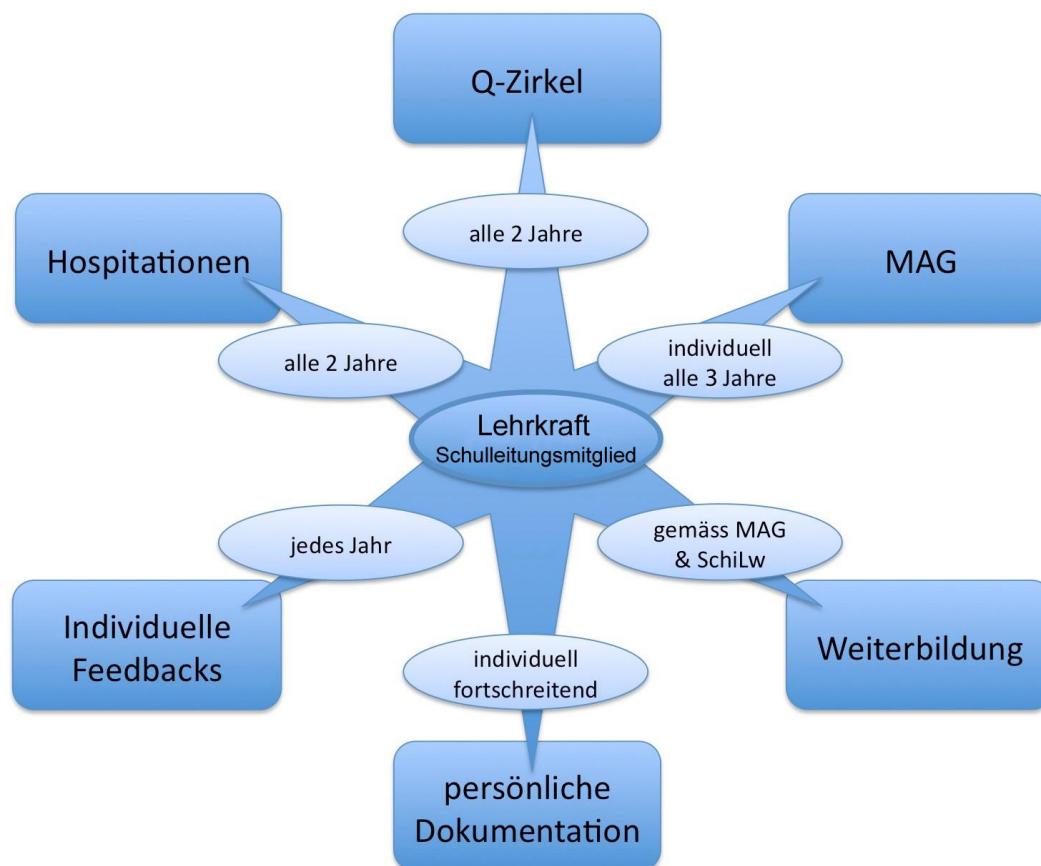 Q-Zirkel
alle 2 Jahre
Hospitationen
alle 2 Jahre
MAG
individuell
alle 3 Jahre
Lehrkraft
Schulleitungsmitglied
jedes Jahr
Individuelle
Feedbacks
gemäss MAG
& SchiLw
Weiterbildung
individuell
fortschreitend
persönliche
Dokumentation